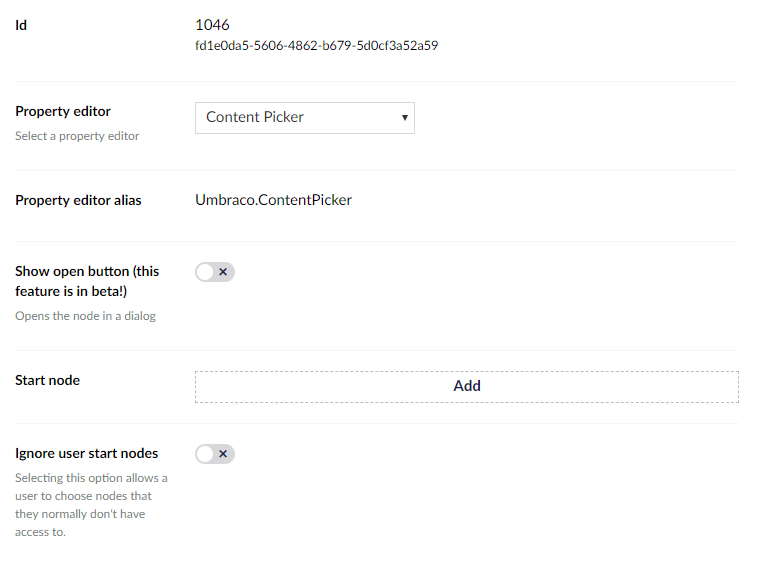 Id
1046
fd1e0da5-5606-4862-b679-5d0cf3a52a59
Property editor
Select a property editor
Content Picker
Property editor alias
Umbraco.ContentPicker
Show open button (this
feature is in beta!)
Opens the node in a dialog
Start node
Add
Ignore user start nodes
Selecting this option allows a
user to choose nodes that
they normally don't have
access to.